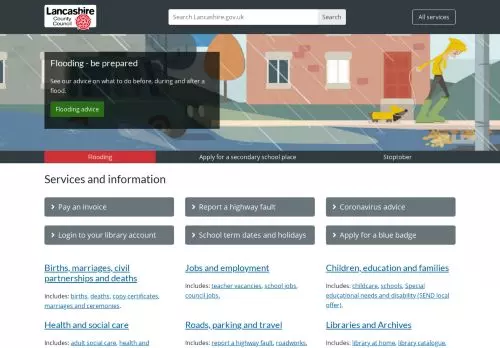 Lancashire
County
Council
Search Lancashire.gov.uk
Search
All services
Flooding - be prepared
See our advice on what to do before, during and after a
flood.
Flooding advice
Flooding
Apply for a secondary school place
Stoptober
Services and information
Pay an invoice
Report a highway fault
Coronavirus advice
Login to your library account
School term dates and holidays
Apply for a blue badge
Births, marriages, civil
partnerships and deaths
Includes: births, deaths, copy certificates,
marriages and ceremonies.
Jobs and employment
Includes: teacher vacancies, school jobs,
council jobs.
Children, education and families
Includes: childcare, schools, Special
educational needs and disability (SEND local
offer).
Health and social care
Includes: adult social care, health and
Roads, parking and travel
Includes: report a highway fault, roadworks,
Libraries and Archives
Includes: library at home, library catalogue,